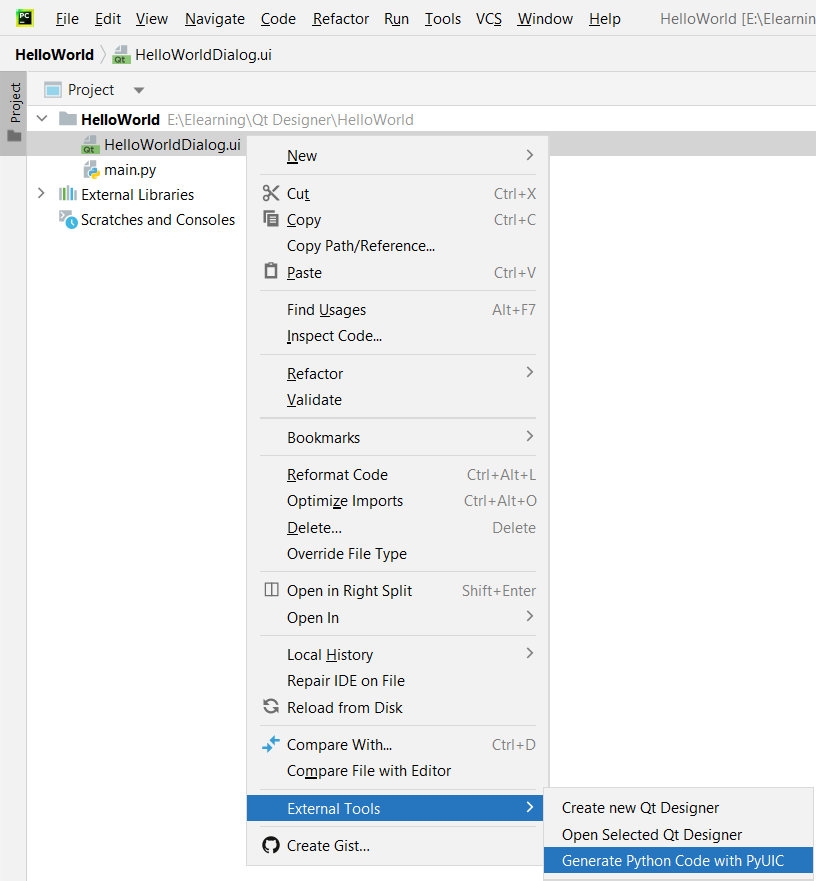 PC File Edit View Navigate Code Refactor Run Tools VCS Window Help HelloWorld [E:\Elearning
HelloWorld Qt HelloWorldDialog.ui
Project
Project
HelloWorld E:\Elearning\Qt Designer\HelloWorld
Qt HelloWorldDialog.ui
main.py
External Libraries
Scratches and Consoles
New
Cut Ctrl+X
Copy Ctrl+C
Copy Path/Reference...
Paste Ctrl+V
Find Usages Alt+F7
Inspect Code...
Refactor
Validate
Bookmarks
Reformat Code Ctrl+Alt+L
Optimize Imports Ctrl+Alt+O
Delete... Delete
Override File Type
Open in Right Split Shift+Enter
Open In
Local History
Repair IDE on File
Reload from Disk
Compare With... Ctrl+D
Compare File with Editor
External Tools
Create Gist...
Create new Qt Designer
Open Selected Qt Designer
Generate Python Code with PyUIC